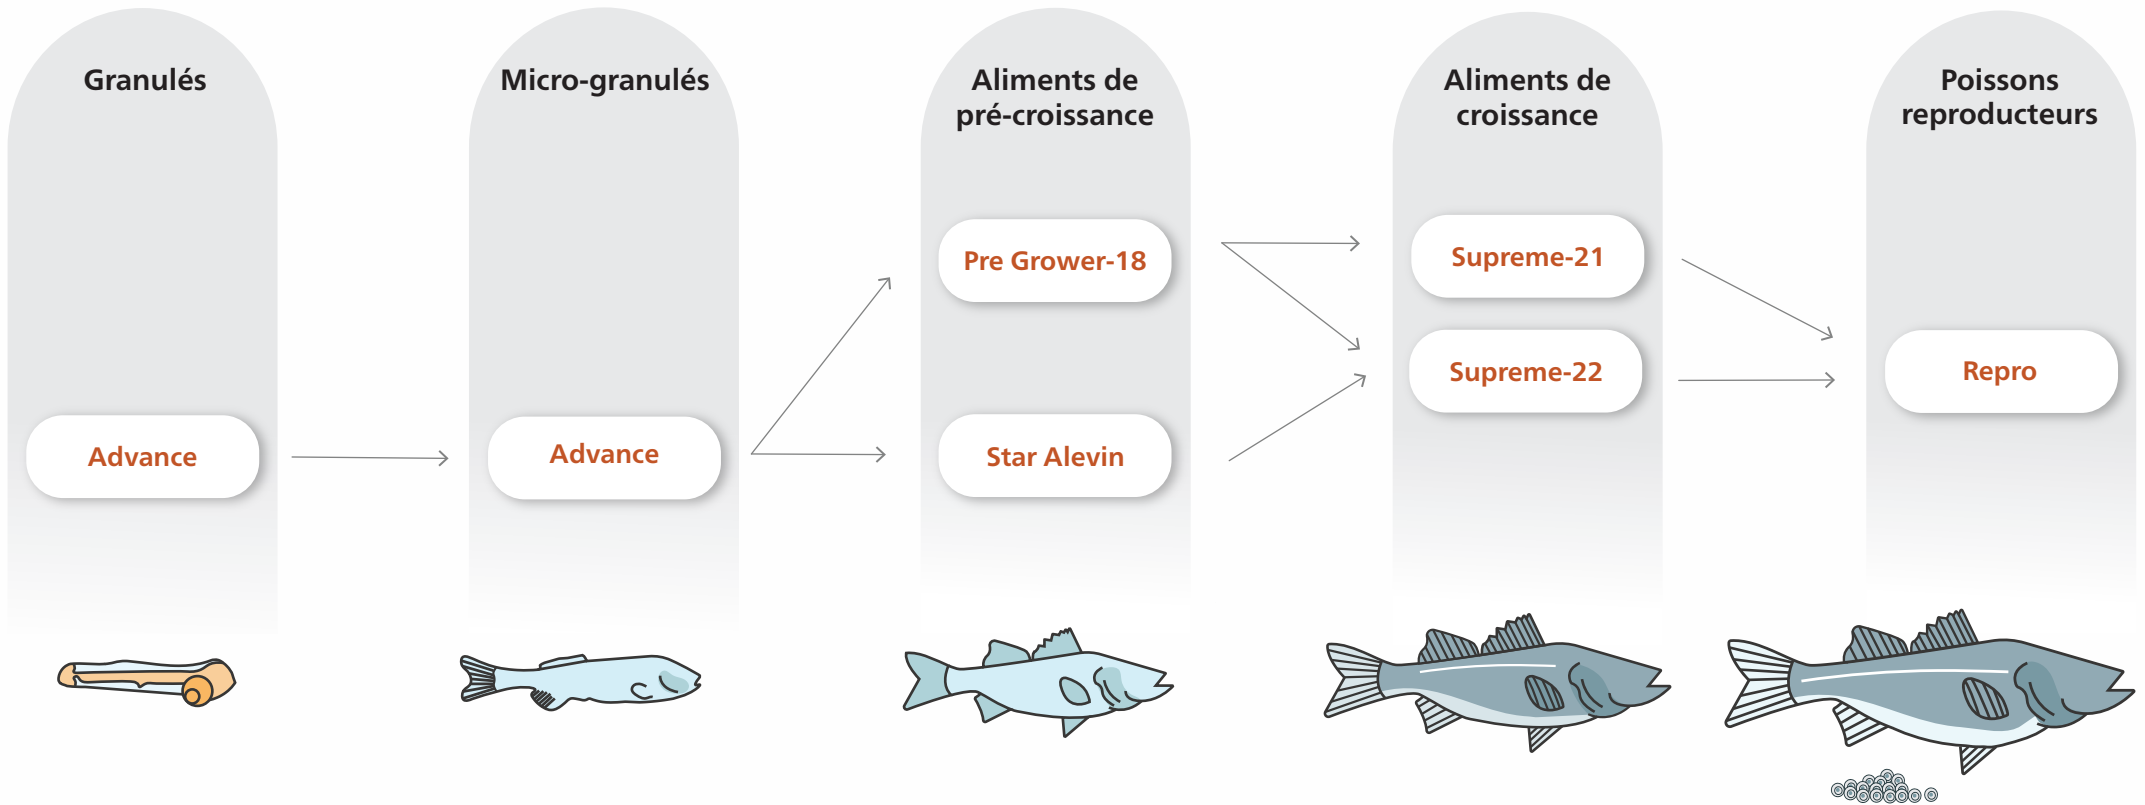 Granulés
Micro-granulés
Aliments de
pré-croissance
Aliments de
croissance
Poissons
reproducteurs
Pre Grower-18
Supreme-21
Supreme-22
Repro
Advance
Advance
Star Alevin